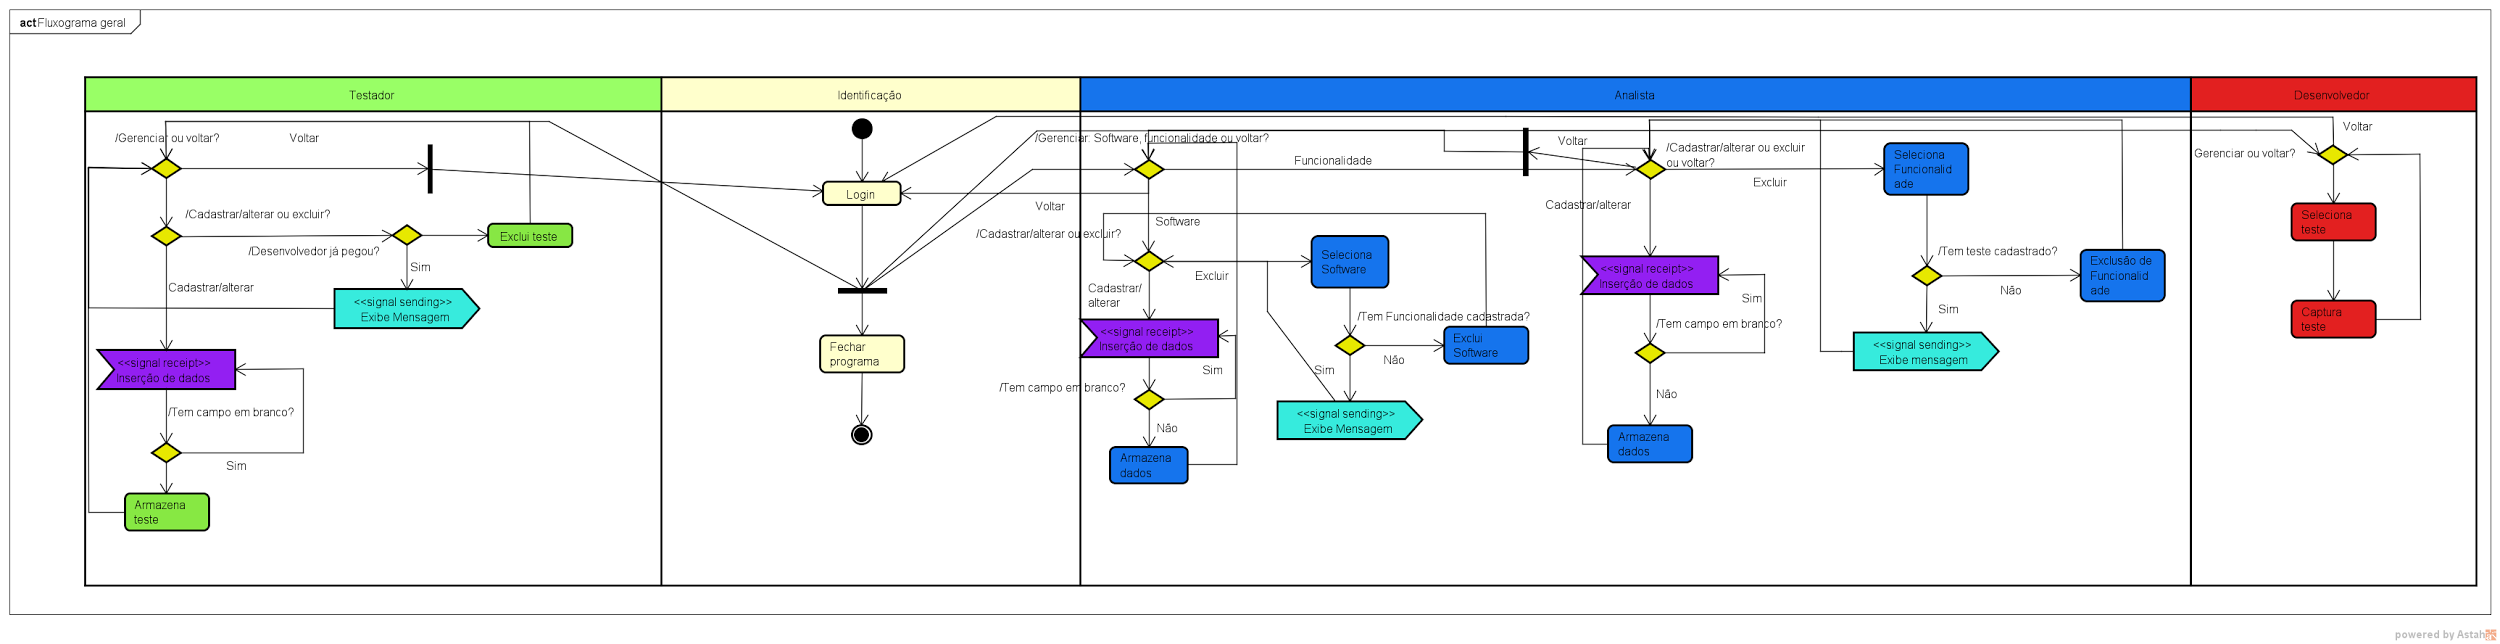 act Fluxograma geral
Testador
Identificação
Analista
Desenvolvedor
/Gerenciar ou voltar?
Voltar
/Cadastrar/alterar ou excluir?
/Desenvolvedor já pegou?
Exclui teste
Sim
Cadastrar/alterar
<<signal sending>>
Exibe Mensagem
<<signal receipt>>
Inserção de dados
/Tem campo em branco?
Sim
Armazena
teste
Login
Fechar
programa
/Gerenciar: Software, funcionalidade ou voltar?
Funcionalidade
Voltar
Software
/Cadastrar/alterar ou excluir?
Excluir
Seleciona
Software
Cadastrar/
alterar
<<signal receipt>>
Inserção de dados
/Tem Funcionalidade cadastrada?
Exclui
Software
Não
Sim
Sim
/Tem campo em branco?
<<signal sending>>
Exibe Mensagem
Não
Armazena
dados
Voltar
/Cadastrar/alterar ou excluir
ou voltar?
Excluir
Seleciona
Funcionalid
ade
Cadastrar/alterar
<<signal receipt>>
Inserção de dados
Sim
/Tem campo em branco?
Não
Armazena
dados
/Tem teste cadastrado?
Não
Exclusão de
Funcionalid
ade
Sim
<<signal sending>>
Exibe mensagem
Voltar
Gerenciar ou voltar?
Seleciona
teste
Captura
teste
powered by Astah